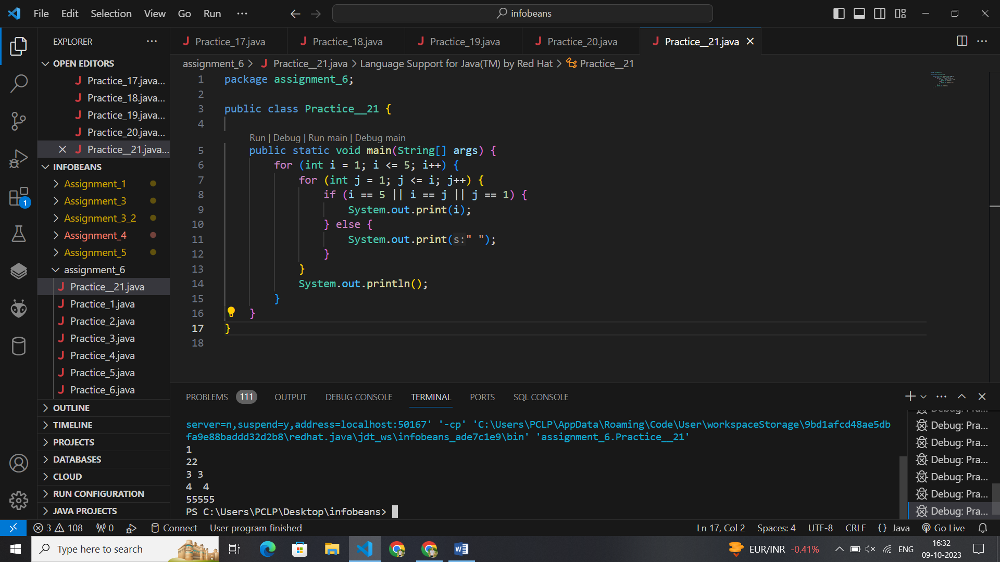 File Edit Selection View Go Run ··· infobeans
EXPLORER ···
OPEN EDITORS
Practice_17.java...
Practice_18.java...
Practice_19.java...
Practice_20.java...
Practice__21.java...
INFOBEANS
Assignment_1
Assignment_3
Assignment_3_2
Assignment_4
Assignment_5
assignment_6
Practice__21.java
Practice_1.java
Practice_2.java
Practice_3.java
Practice_4.java
Practice_5.java
Practice_6.java
OUTLINE
TIMELINE
PROJECTS
DATABASES
CLOUD
RUN CONFIGURATION
JAVA PROJECTS
1
Practice_17.java Practice_18.java Practice_19.java Practice_20.java Practice__21.java
assignment_6 > Practice__21.java > Language Support for Java(TM) by Red Hat > Practice__21
1 package assignment_6;
2
3 public class Practice__21 {
4
Run | Debug | Run main | Debug main
5 public static void main(String[] args) {
6 for (int i = 1; i <= 5; i++) {
7 for (int j = 1; j <= i; j++) {
8 if (i == 5 || i == j || j == 1) {
9 System.out.print(i);
10 } else {
11 System.out.print(s:" ");
12 }
13 }
14 System.out.println();
15 }
16 }
17 }
18
PROBLEMS 111 OUTPUT DEBUG CONSOLE TERMINAL PORTS SQL CONSOLE
server=n,suspend=y,address=localhost:50167' '-cp' 'C:\Users\PCLP\AppData\Roaming\Code\User\workspaceStorage\9bd1afcd48ae5db
fa9e88baddd32d2b8\redhat.java\jdt_ws\infobeans_ade7c1e9\bin' 'assignment_6.Practice__21'
1
22
3 3
4  4
55555
PS C:\Users\PCLP\Desktop\infobeans>
Debug: Pra...
Debug: Pra...
Debug: Pra...
Debug: Pra...
Debug: Pra...
Debug: Pra...
Debug: Pra...
3 108 0 Connect User program finished Ln 17, Col 2 Spaces: 4 UTF-8 CRLF {} Java Go Live
Type here to search EUR/INR -0.41% ENG 16:32
09-10-2023